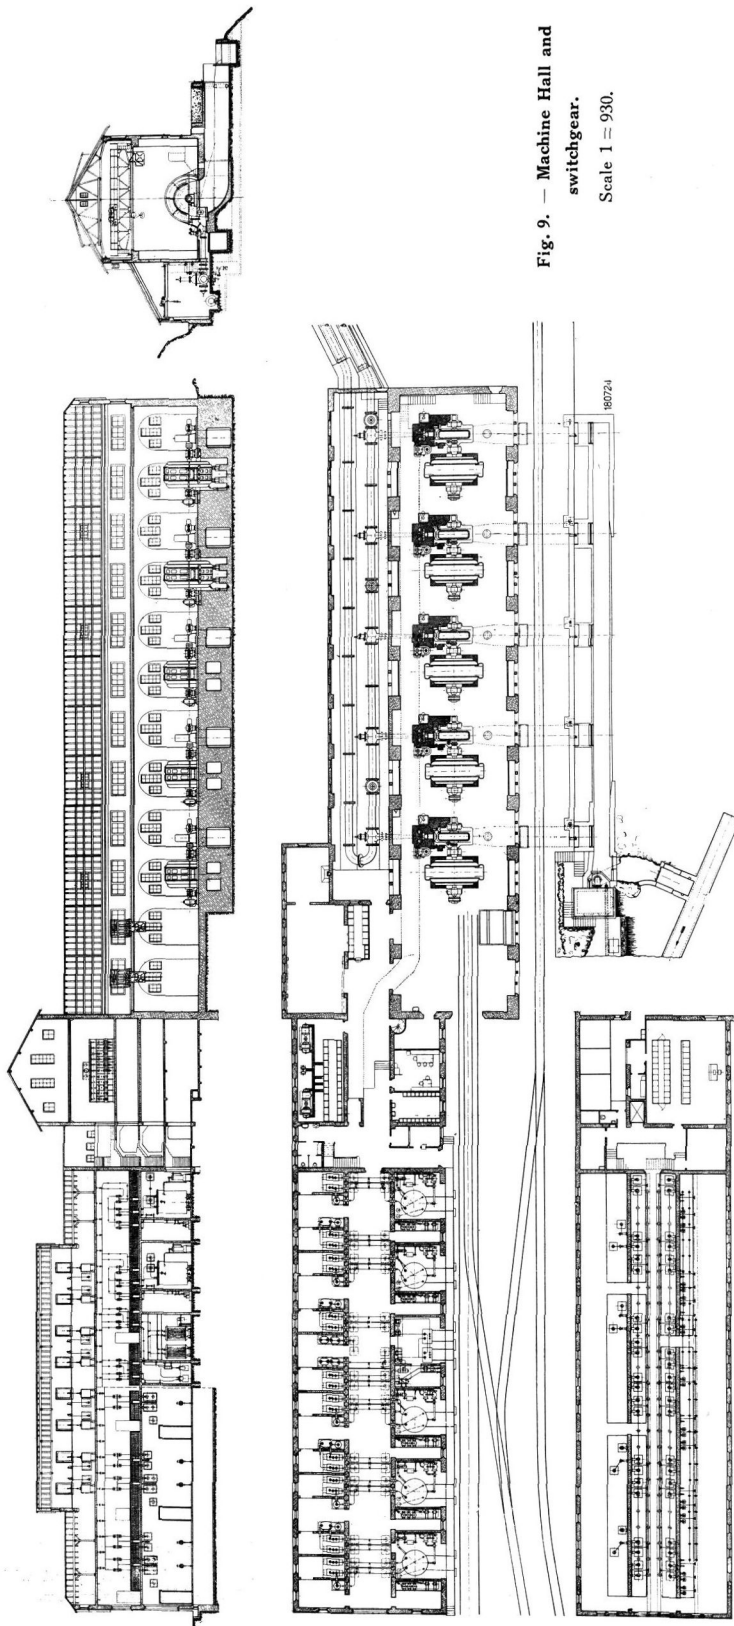 Fig. 9. — Machine Hall and
switchgear.
Scale 1 = 930.
180724